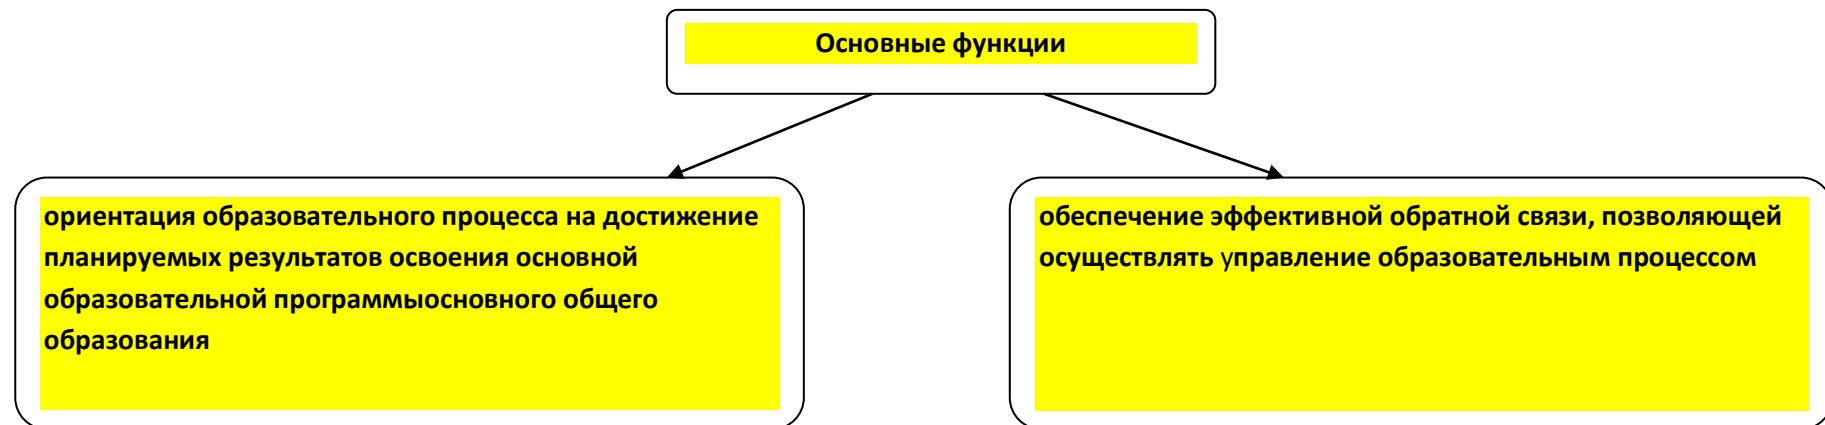 Основные функции
ориентация образовательного процесса на достижение
планируемых результатов освоения основной
образовательной программыосновного общего
образования
обеспечение эффективной обратной связи, позволяющей
осуществлять управление образовательным процессом